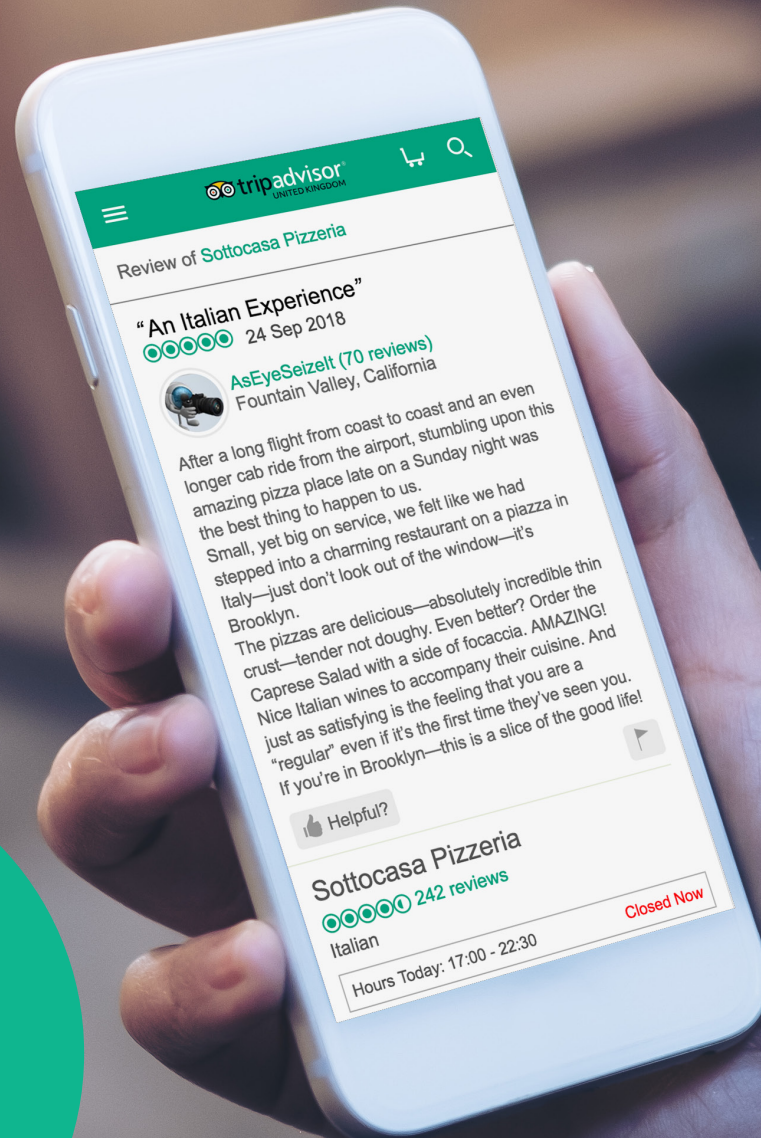 tripadvisor®
UNITED KINGDOM
Review of Sottocasa Pizzeria
“An Italian Experience”
24 Sep 2018
AsEyeSeizeIt (70 reviews)
Fountain Valley, California
After a long flight from coast to coast and an even
longer cab ride from the airport, stumbling upon this
amazing pizza place late on a Sunday night was
the best thing to happen to us.
Small, yet big on service, we felt like we had
stepped into a charming restaurant on a piazza in
Italy—just don’t look out of the window—it’s
Brooklyn.
The pizzas are delicious—absolutely incredible thin
crust—tender not doughy. Even better? Order the
Caprese Salad with a side of focaccia. AMAZING!
Nice Italian wines to accompany their cuisine. And
just as satisfying is the feeling that you are a
“regular” even if it’s the first time they’ve seen you.
If you’re in Brooklyn—this is a slice of the good life!
Helpful?
Sottocasa Pizzeria
242 reviews
Italian
Hours Today: 17:00 - 22:30 Closed Now